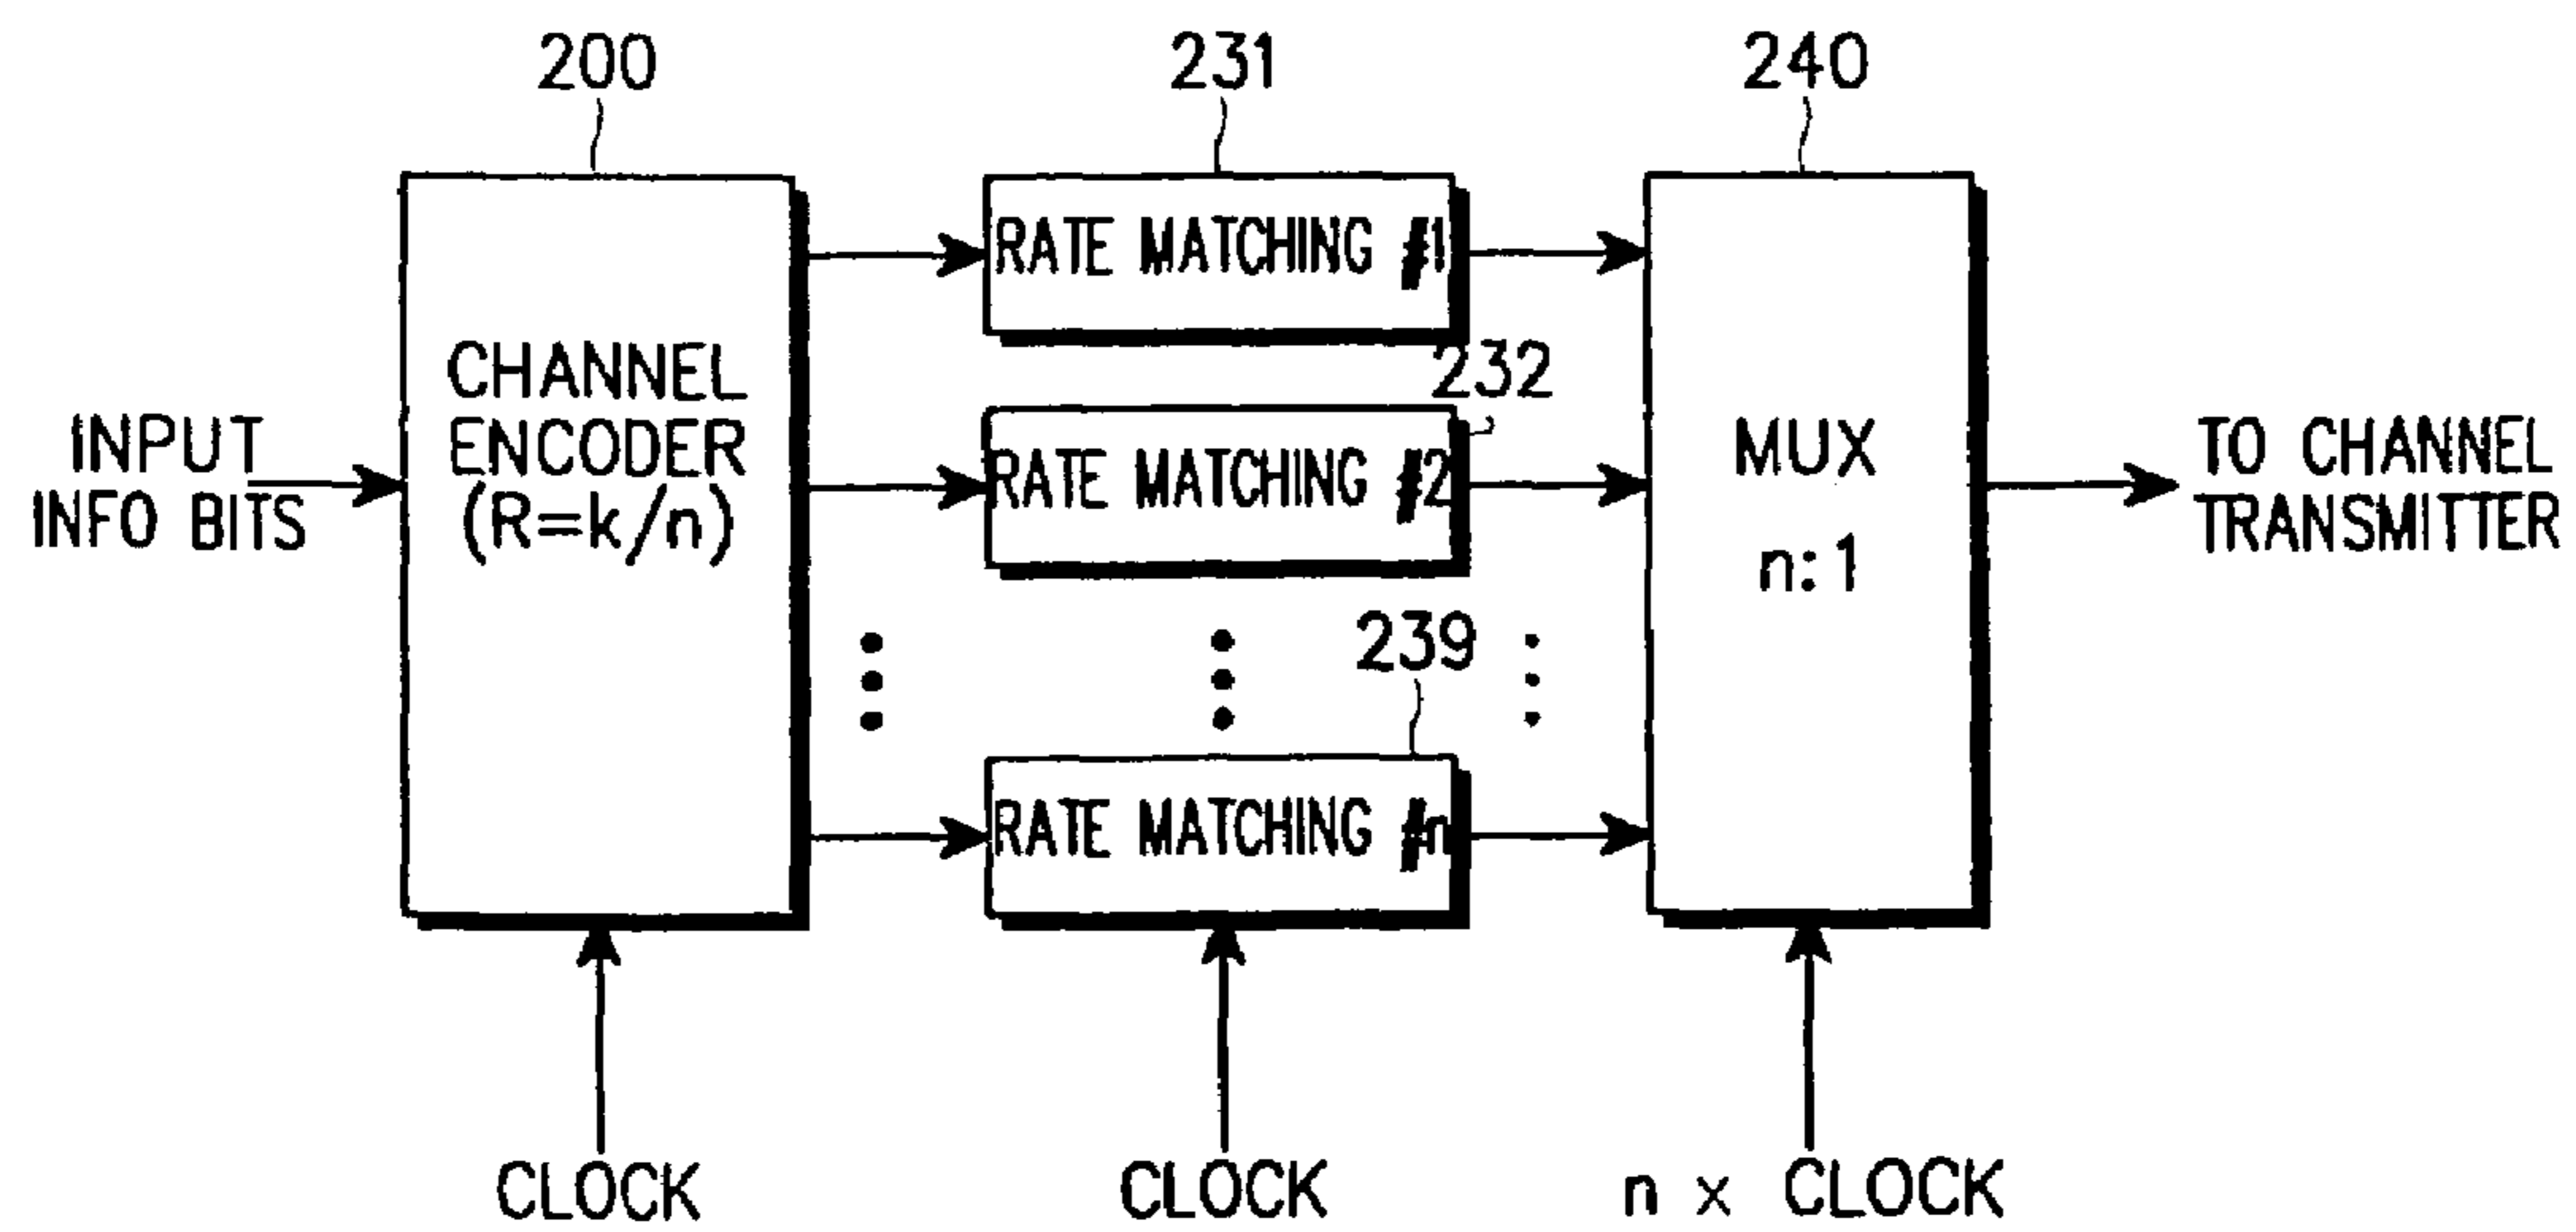 200
231
240
RATE MATCHING #1
232
CHANNEL
ENCODER
(R=k/n)
INPUT
INFO BITS
RATE MATCHING #2
MUX
n:1
TO CHANNEL
TRANSMITTER
239
RATE MATCHING #n
CLOCK
CLOCK
n x CLOCK